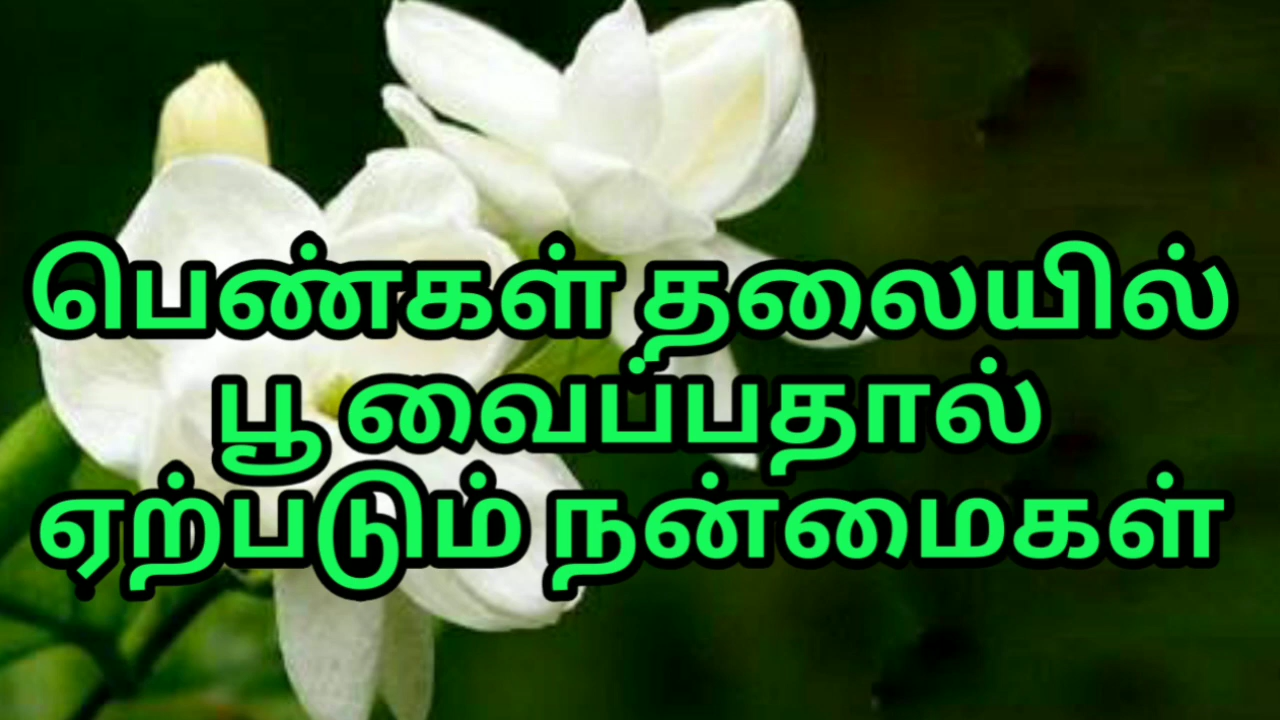 பெண்கள் தலையில்
பூ வைப்பதால்
ஏற்படும் நன்மைகள்